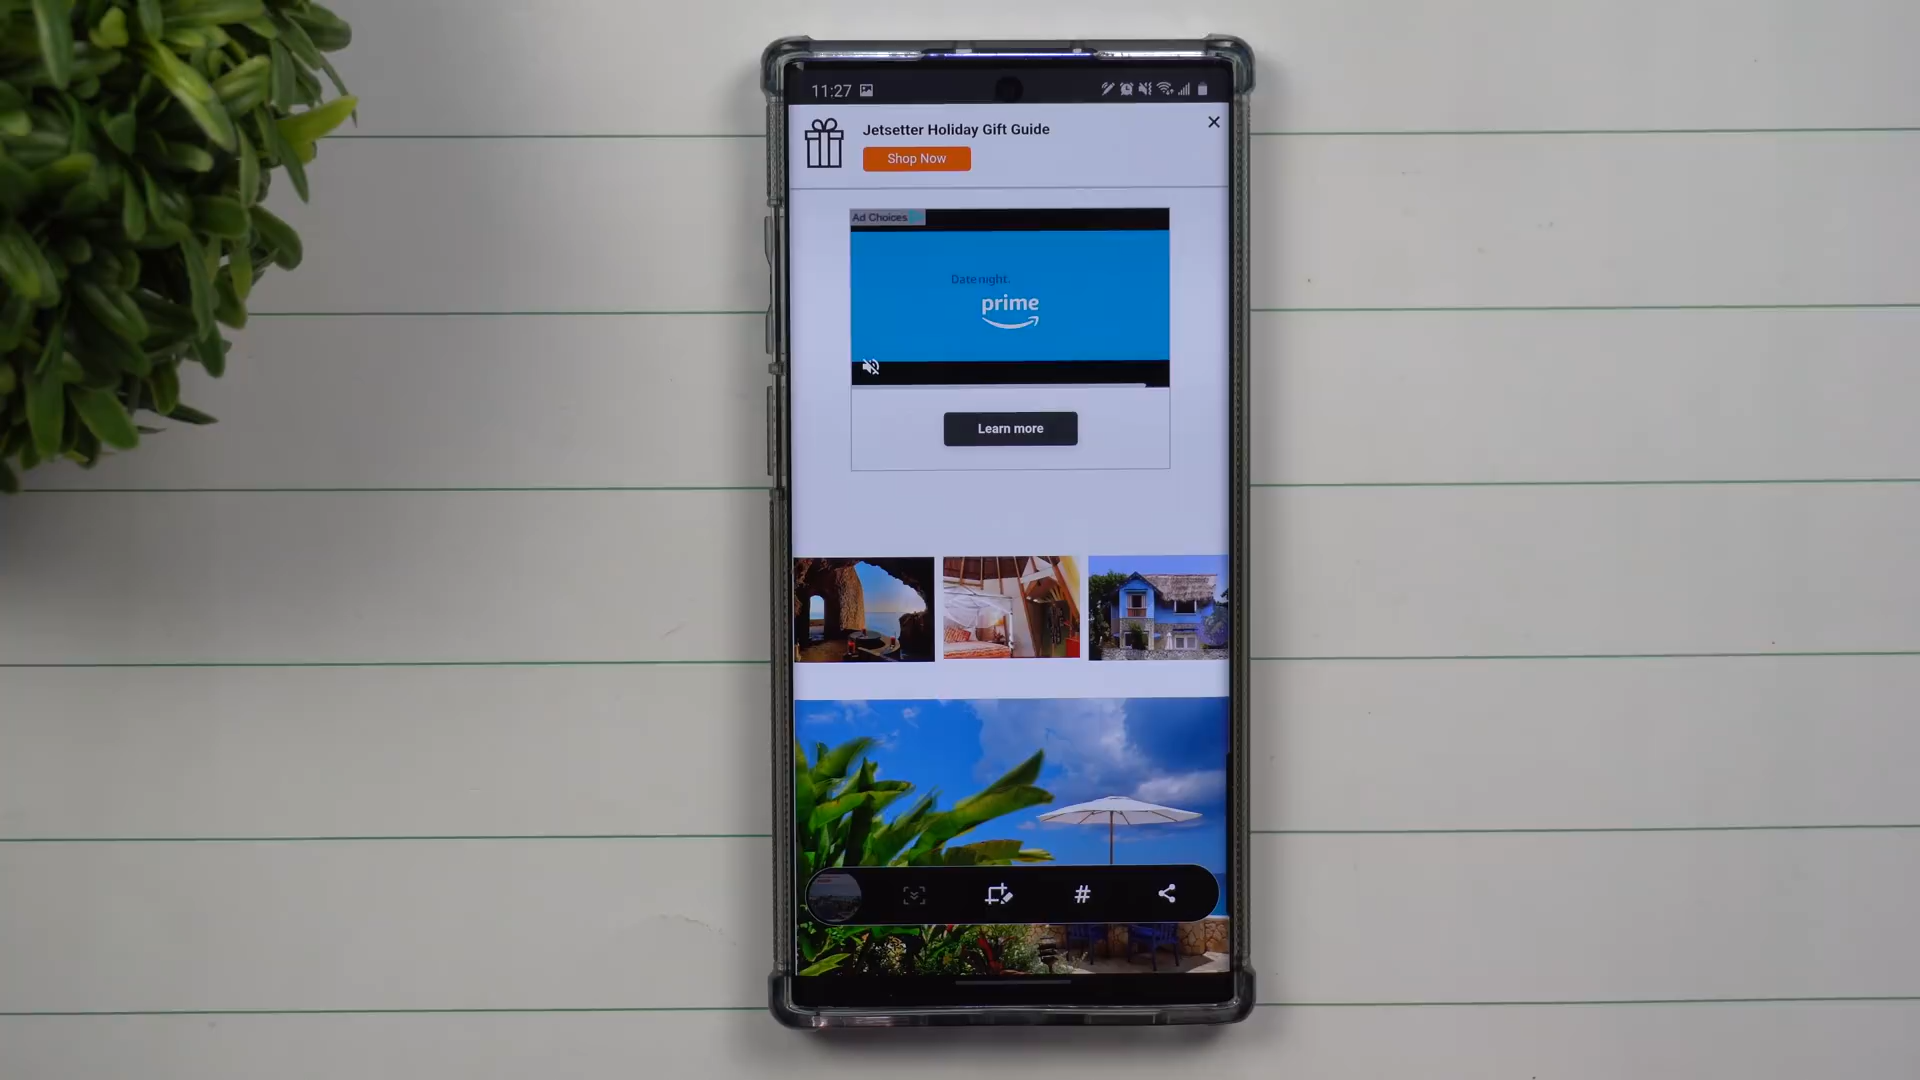 11:27
Jetsetter Holiday Gift Guide
Shop Now
Ad Choices
Date night.
prime
Learn more
#